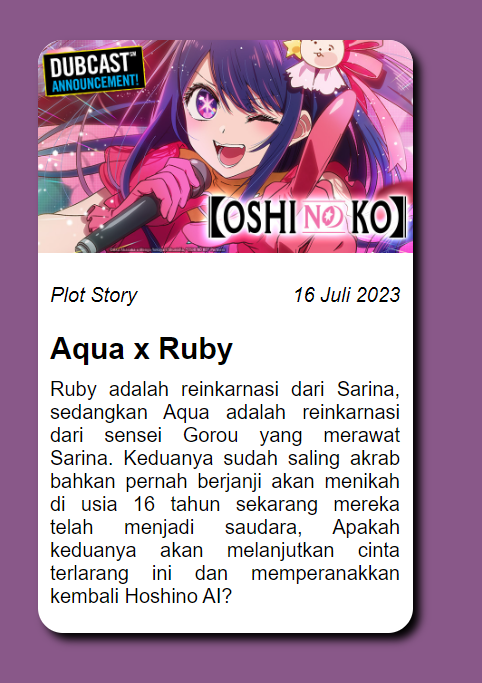 DUBCAST
ANNOUNCEMENT!
【OSHI NO KO】
Plot Story
16 Juli 2023
Aqua x Ruby
Ruby adalah reinkarnasi dari Sarina,
sedangkan Aqua adalah reinkarnasi
dari sensei Gorou yang merawat
Sarina. Keduanya sudah saling akrab
bahkan pernah berjanji akan menikah
di usia 16 tahun sekarang mereka
telah menjadi saudara, Apakah
keduanya akan melanjutkan cinta
terlarang ini dan memperanakkan
kembali Hoshino AI?